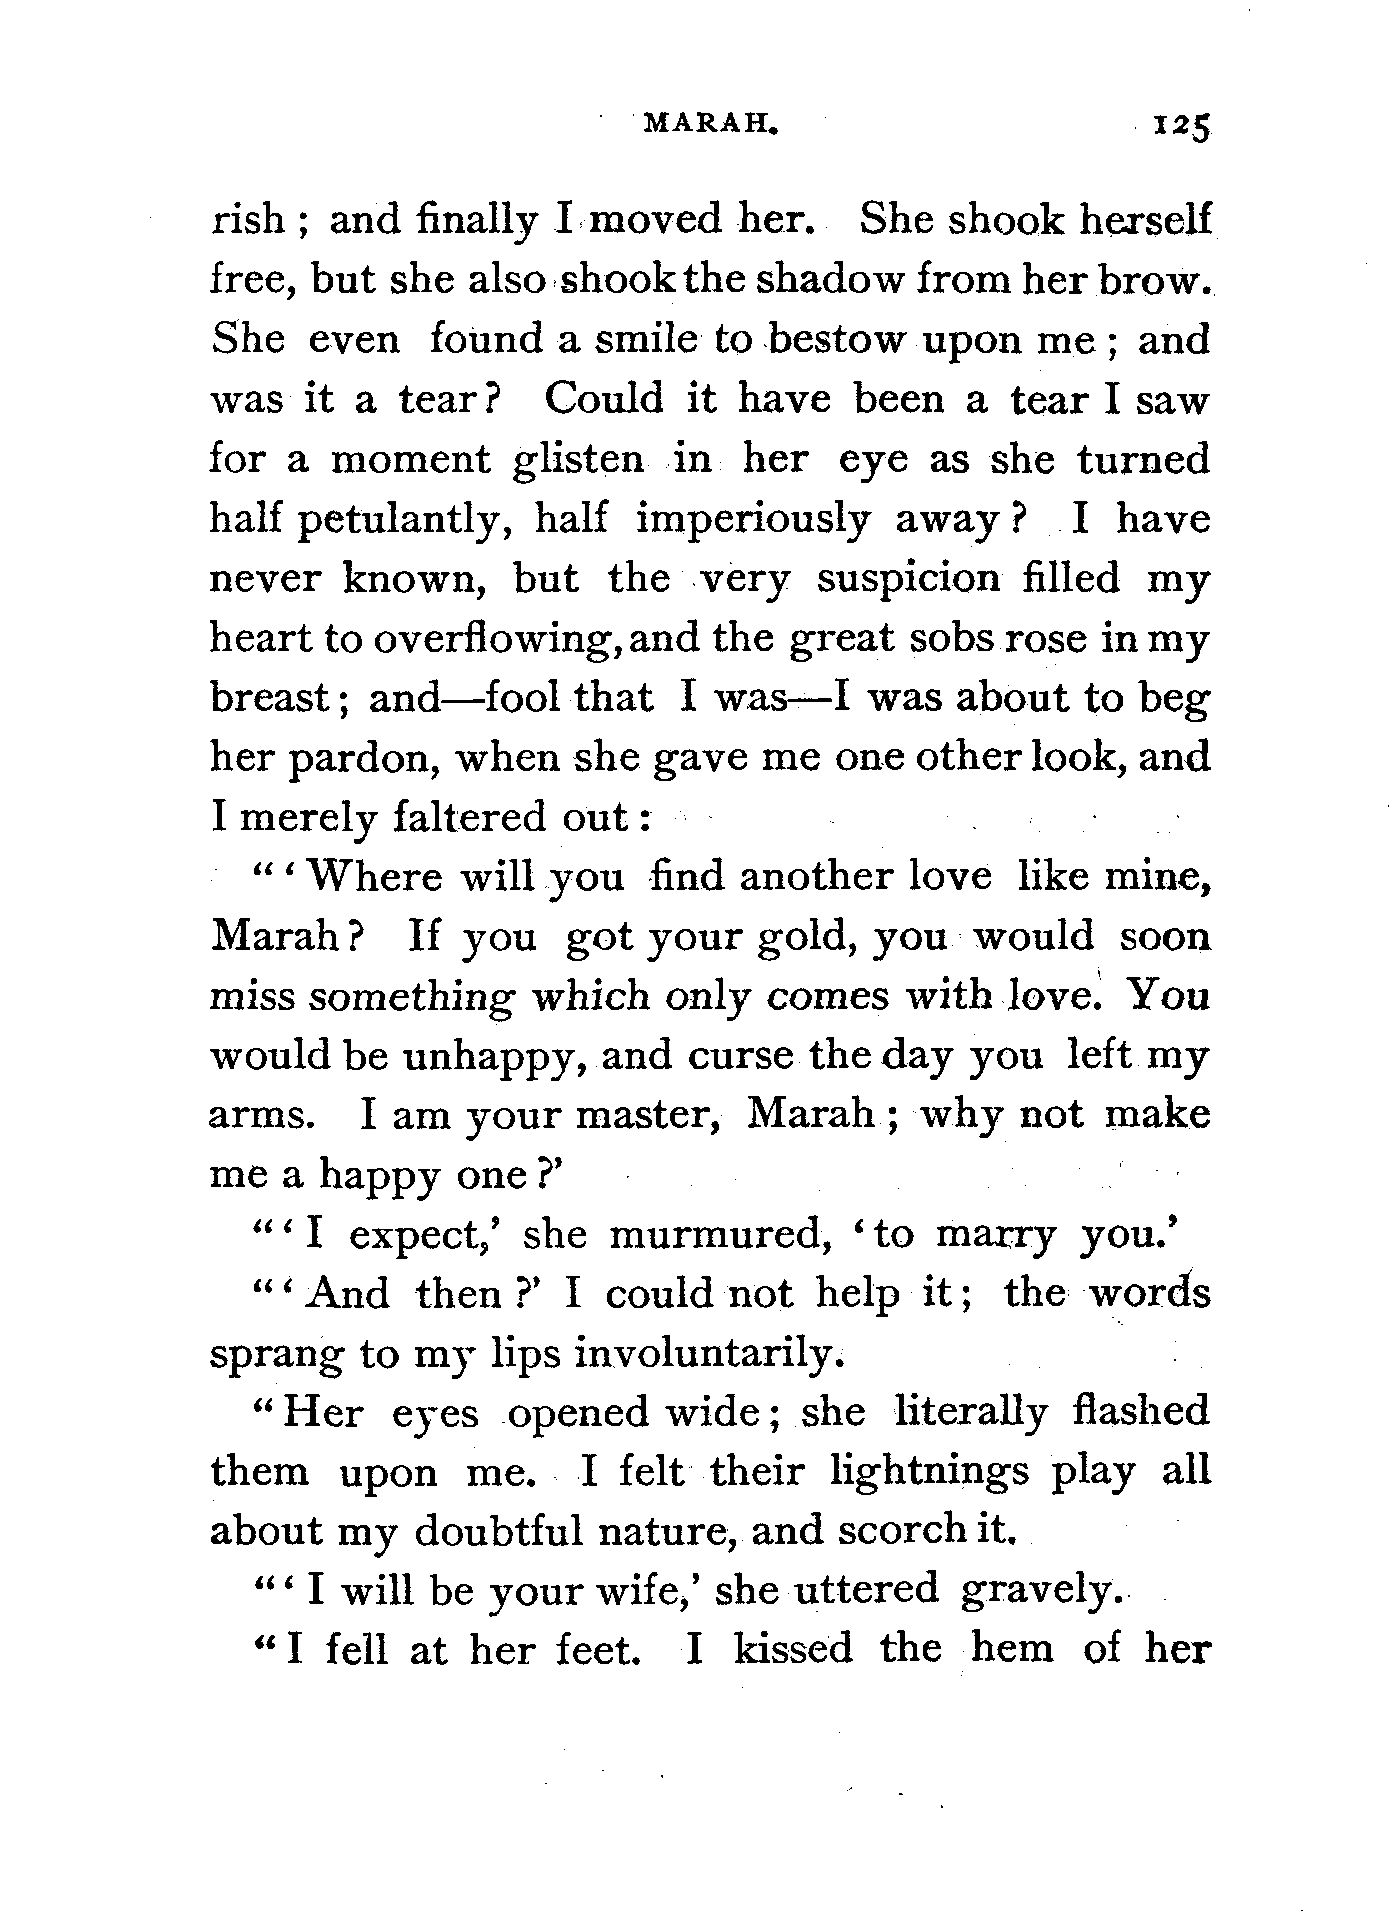 MARAH. 125
rish ; and finally I moved her. She shook herself
free, but she also shook the shadow from her brow.
She even found a smile to bestow upon me ; and
was it a tear? Could it have been a tear I saw
for a moment glisten in her eye as she turned
half petulantly, half imperiously away ? I have
never known, but the very suspicion filled my
heart to overflowing, and the great sobs rose in my
breast ; and—fool that I was—I was about to beg
her pardon, when she gave me one other look, and
I merely faltered out :
“ ‘ Where will you find another love like mine,
Marah ? If you got your gold, you would soon
miss something which only comes with love. You
would be unhappy, and curse the day you left my
arms. I am your master, Marah ; why not make
me a happy one ?’
“ ‘ I expect,’ she murmured, ‘ to marry you.’
“ ‘ And then ?’ I could not help it ; the words
sprang to my lips involuntarily.
“ Her eyes opened wide ; she literally flashed
them upon me. I felt their lightnings play all
about my doubtful nature, and scorch it.
“ ‘ I will be your wife,’ she uttered gravely.
“ I fell at her feet. I kissed the hem of her